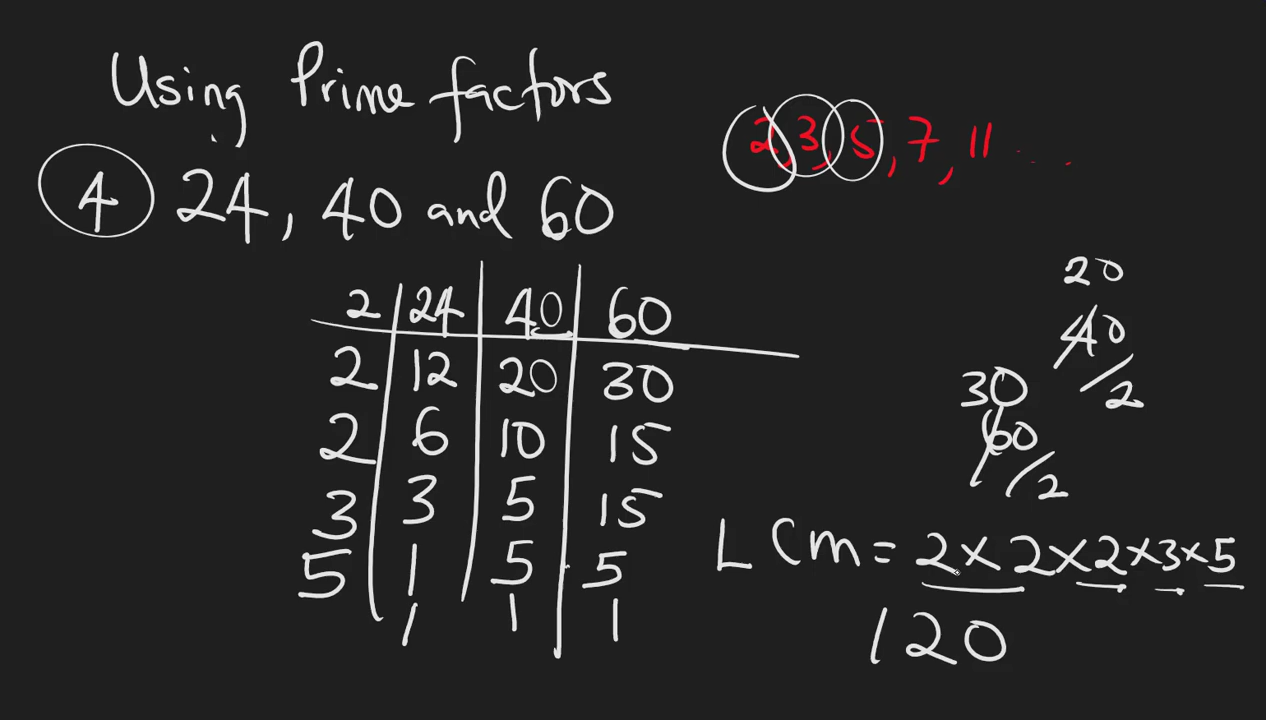 Using Prime factors
2, 3, 5, 7, 11 .....
4 24, 40 and 60
2 24 40 60
2 12 20 30
2 6 10 15
3 3 5 15
5 1 5 5
1 1 1
20
40/2
30
60/2
LCm = 2×2×2×3×5
120